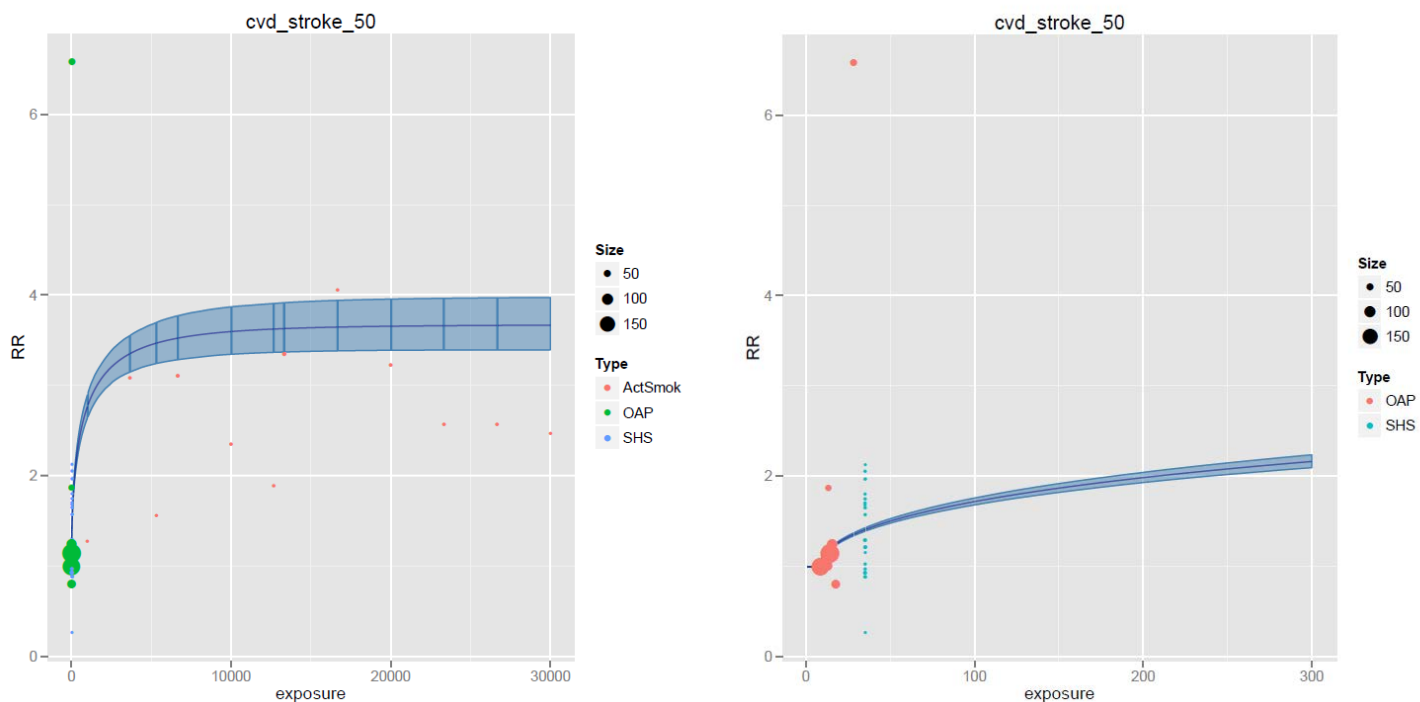 cvd_stroke_50
6
4
2
0
RR
0 10000 20000 30000
exposure
Size
50
100
150
Type
ActSmok
OAP
SHS
cvd_stroke_50
6
4
2
0
RR
0 100 200 300
exposure
Size
50
100
150
Type
OAP
SHS